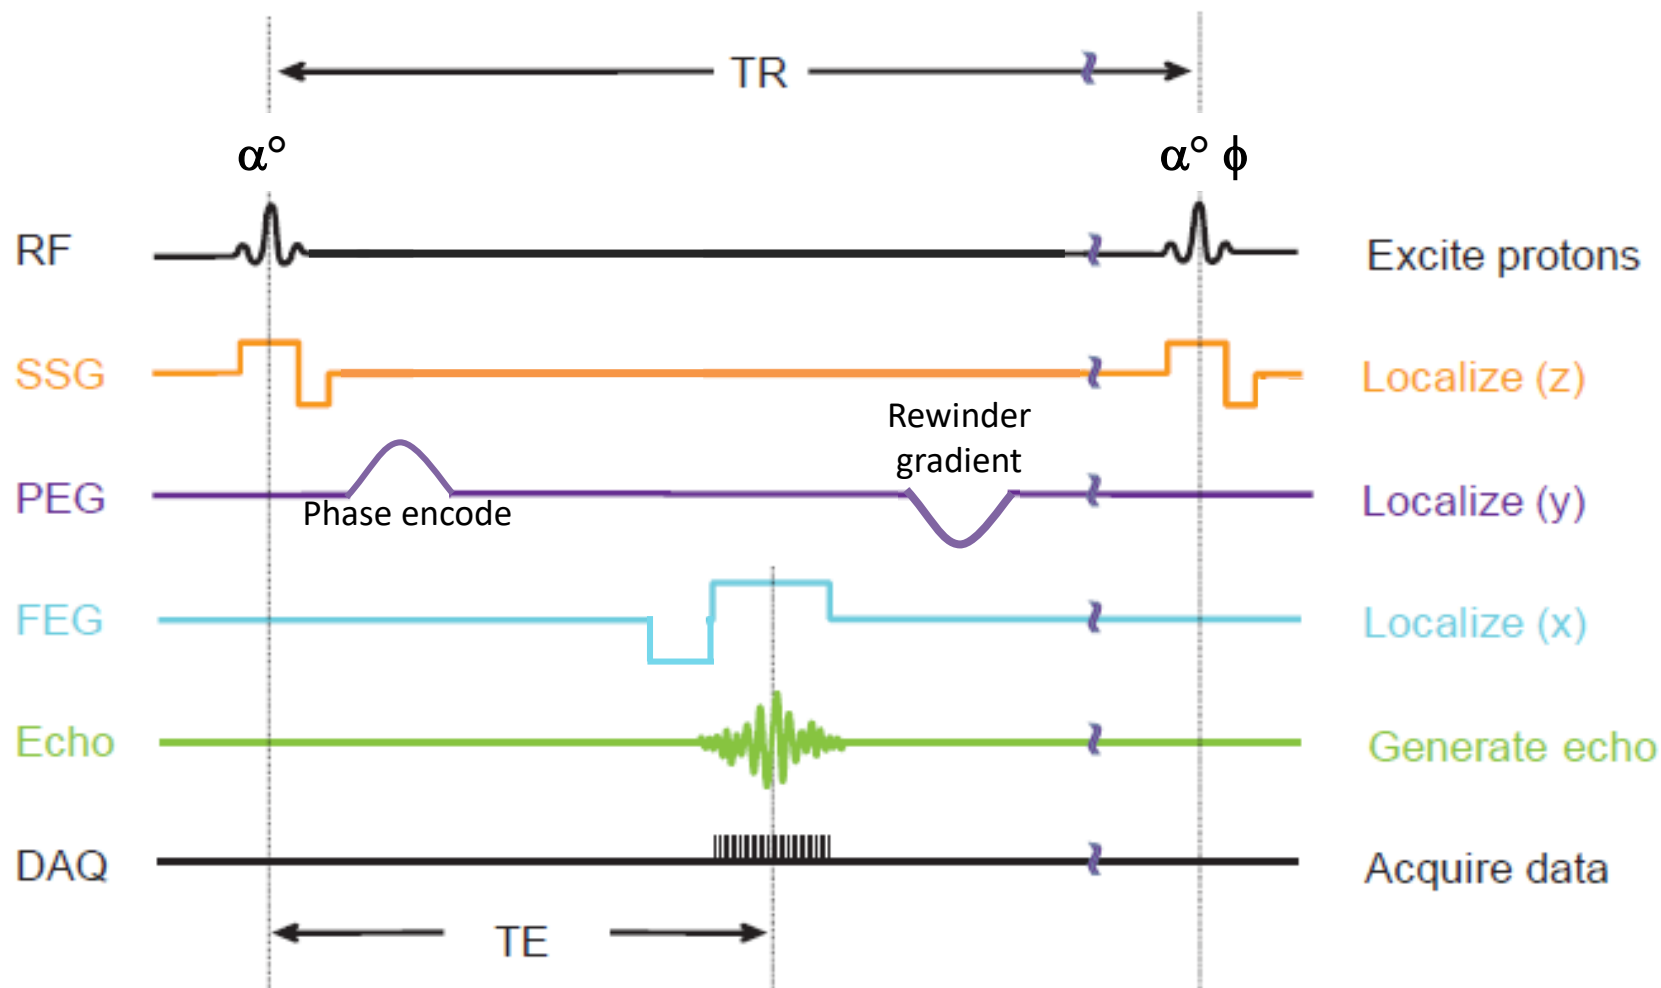 TR
α° α° ϕ
RF Excite protons
SSG Localize (z)
Rewinder
gradient
PEG Localize (y)
Phase encode
FEG Localize (x)
Echo Generate echo
DAQ Acquire data
TE